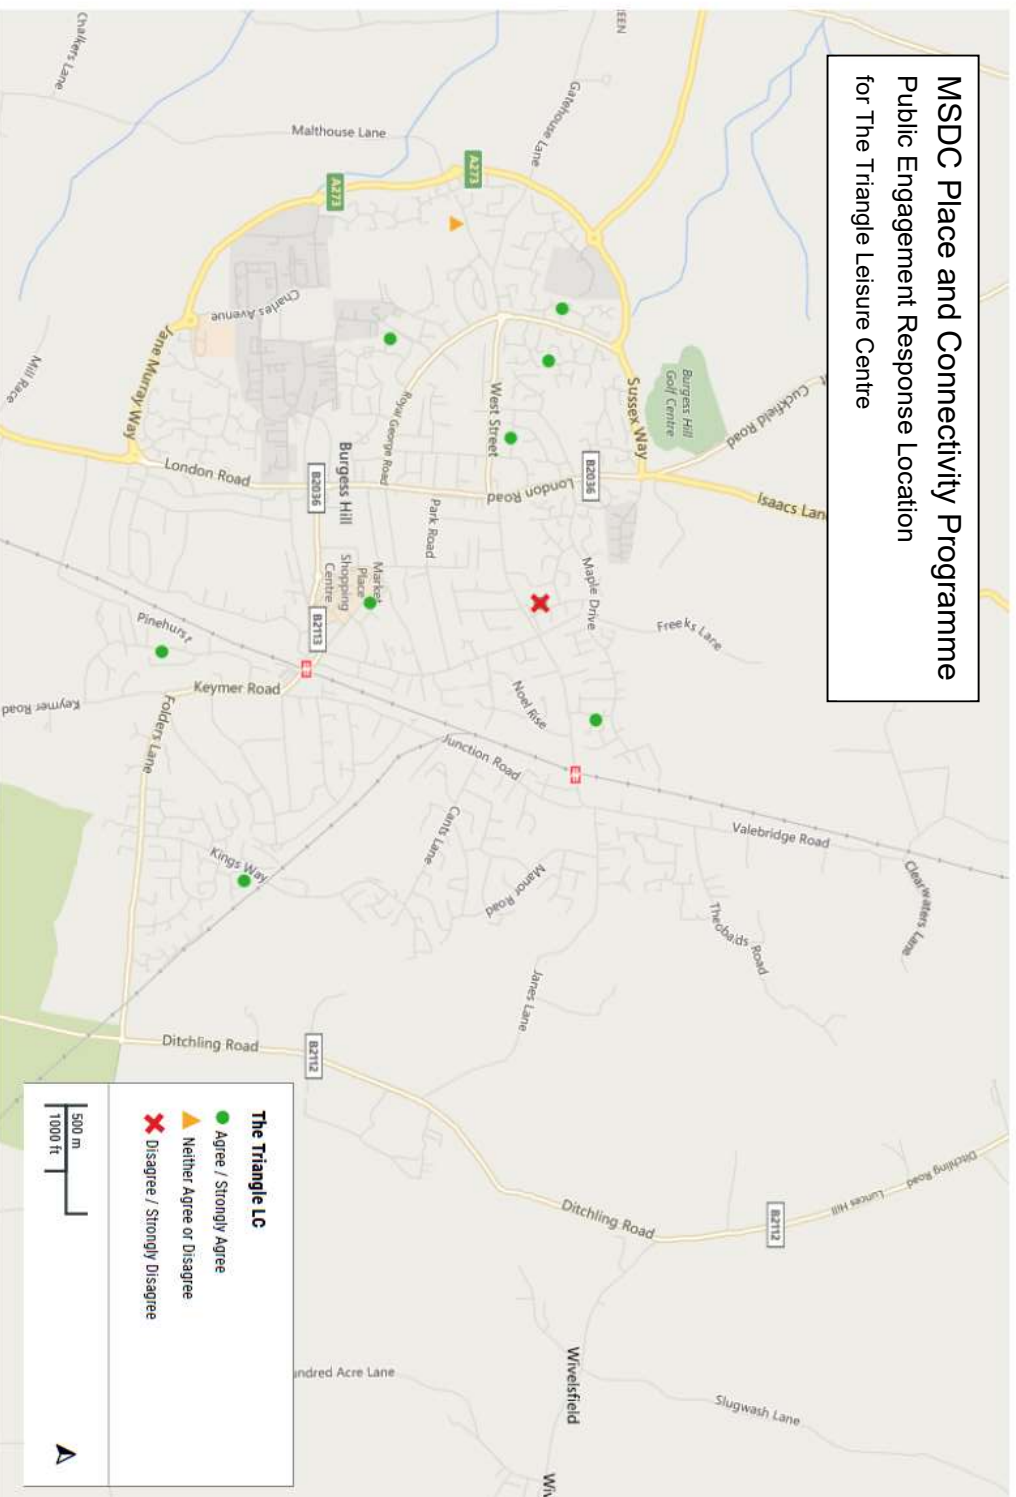 MSDC Place and Connectivity Programme
Public Engagement Response Location
for The Triangle Leisure Centre
Chalkers Lane
Malthouse Lane
Gatehouse Lane
A273
A273
Charles Avenue
Jane Murray Way
Mill Race
London Road
B2036
Burgess Hill
Royal George Road
West Street
London Road
B2036
Sussex Way
Burgess Hill
Golf Centre
Cuckfield Road
Isaacs Lan
Park Road
Market
Place
Shopping
Centre
B2113
Maple Drive
Freeks Lane
Noel Rise
Pinehurst
Keymer Road
Keymer Road
Folders Lane
Junction Road
Cants Lane
Manor Road
Kings Way
Valebridge Road
Clearwaters Lane
Theobalds Road
Janes Lane
Ditchling Road
B2112
Ditchling Road
B2112
Lunces Hill
Ditchling Road
Wivelsfield
Slugwash Lane
undred Acre Lane
Wiv
The Triangle LC
Agree / Strongly Agree
Neither Agree or Disagree
Disagree / Strongly Disagree
500 m
1000 ft